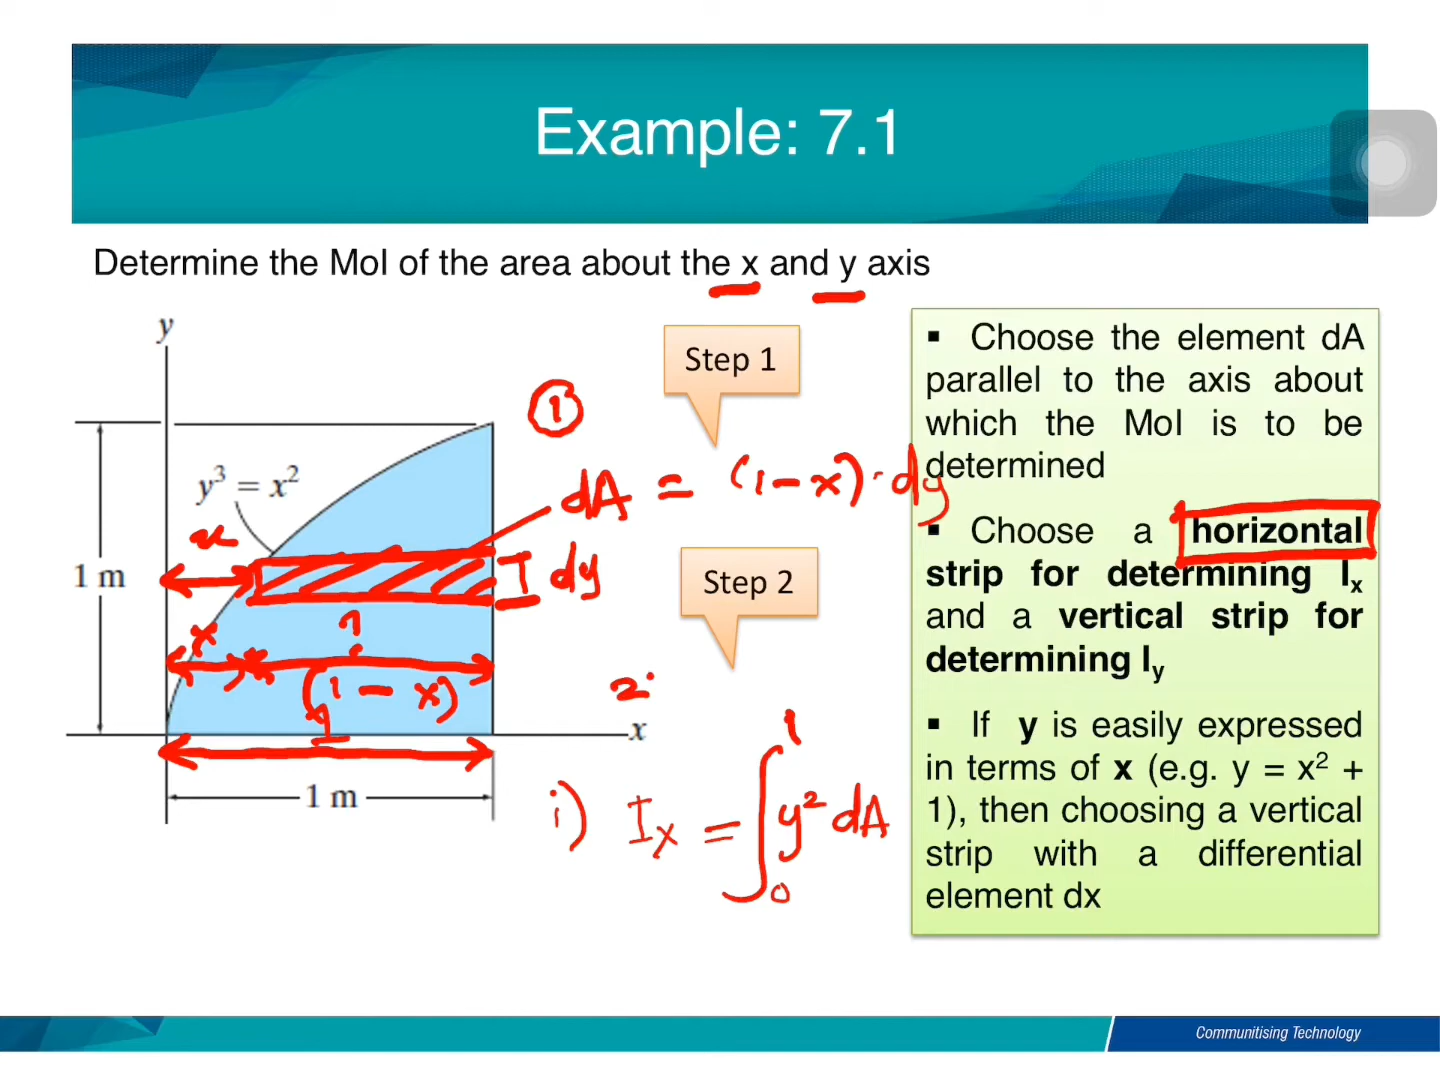 Example: 7.1
Determine the MoI of the area about the x and y axis
y
Step 1
①
y³ = x²
dA = (1-x)·dy
x
1 m
dy
Step 2
x
1
(1 - x)
2.
x
1
1 m
i) Ix = ∫₀¹ y² dA
▪ Choose the element dA
parallel to the axis about
which the MoI is to be
determined
▪ Choose a horizontal
strip for determining Ix
and a vertical strip for
determining Iy
▪ If y is easily expressed
in terms of x (e.g. y = x² +
1), then choosing a vertical
strip with a differential
element dx
Communitising Technology